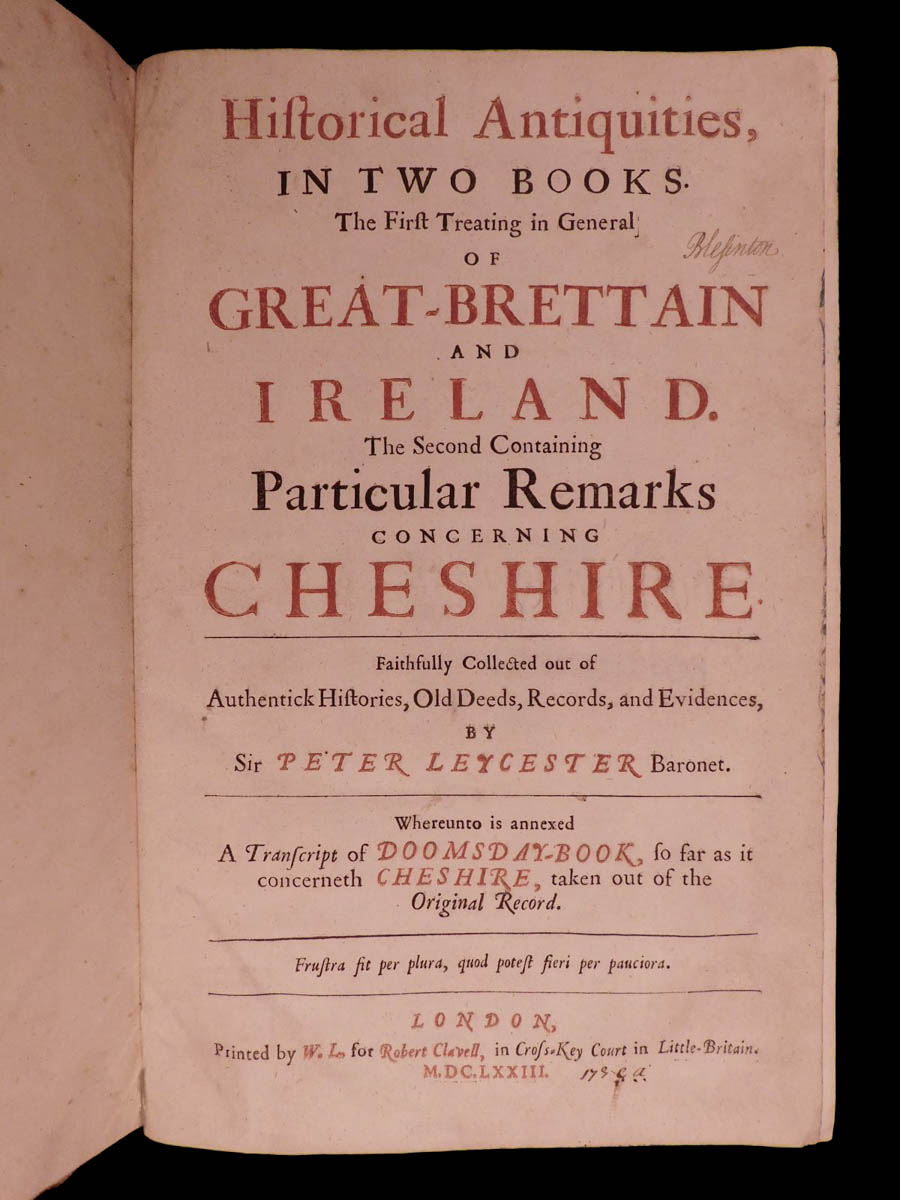 Hiſtorical Antiquities,
IN TWO BOOKS.
The Firſt Treating in General
Bleſinton
OF
GREAT-BRETTAIN
AND
IRELAND.
The Second Containing
Particular Remarks
CONCERNING
CHESHIRE.
Faithfully Collected out of
Authentick Hiſtories, Old Deeds, Records, and Evidences,
BY
Sir PETER LEYCESTER Baronet.
Whereunto is annexed
A Tranſcript of DOOMSDAY-BOOK, ſo far as it
concerneth CHESHIRE, taken out of the
Original Record.
Fruſtra fit per plura, quod poteſt fieri per pauciora.
LONDON,
Printed by W. L. for Robert Clavell, in Croſs-Key Court in Little-Britain.
M.DC.LXXIII.